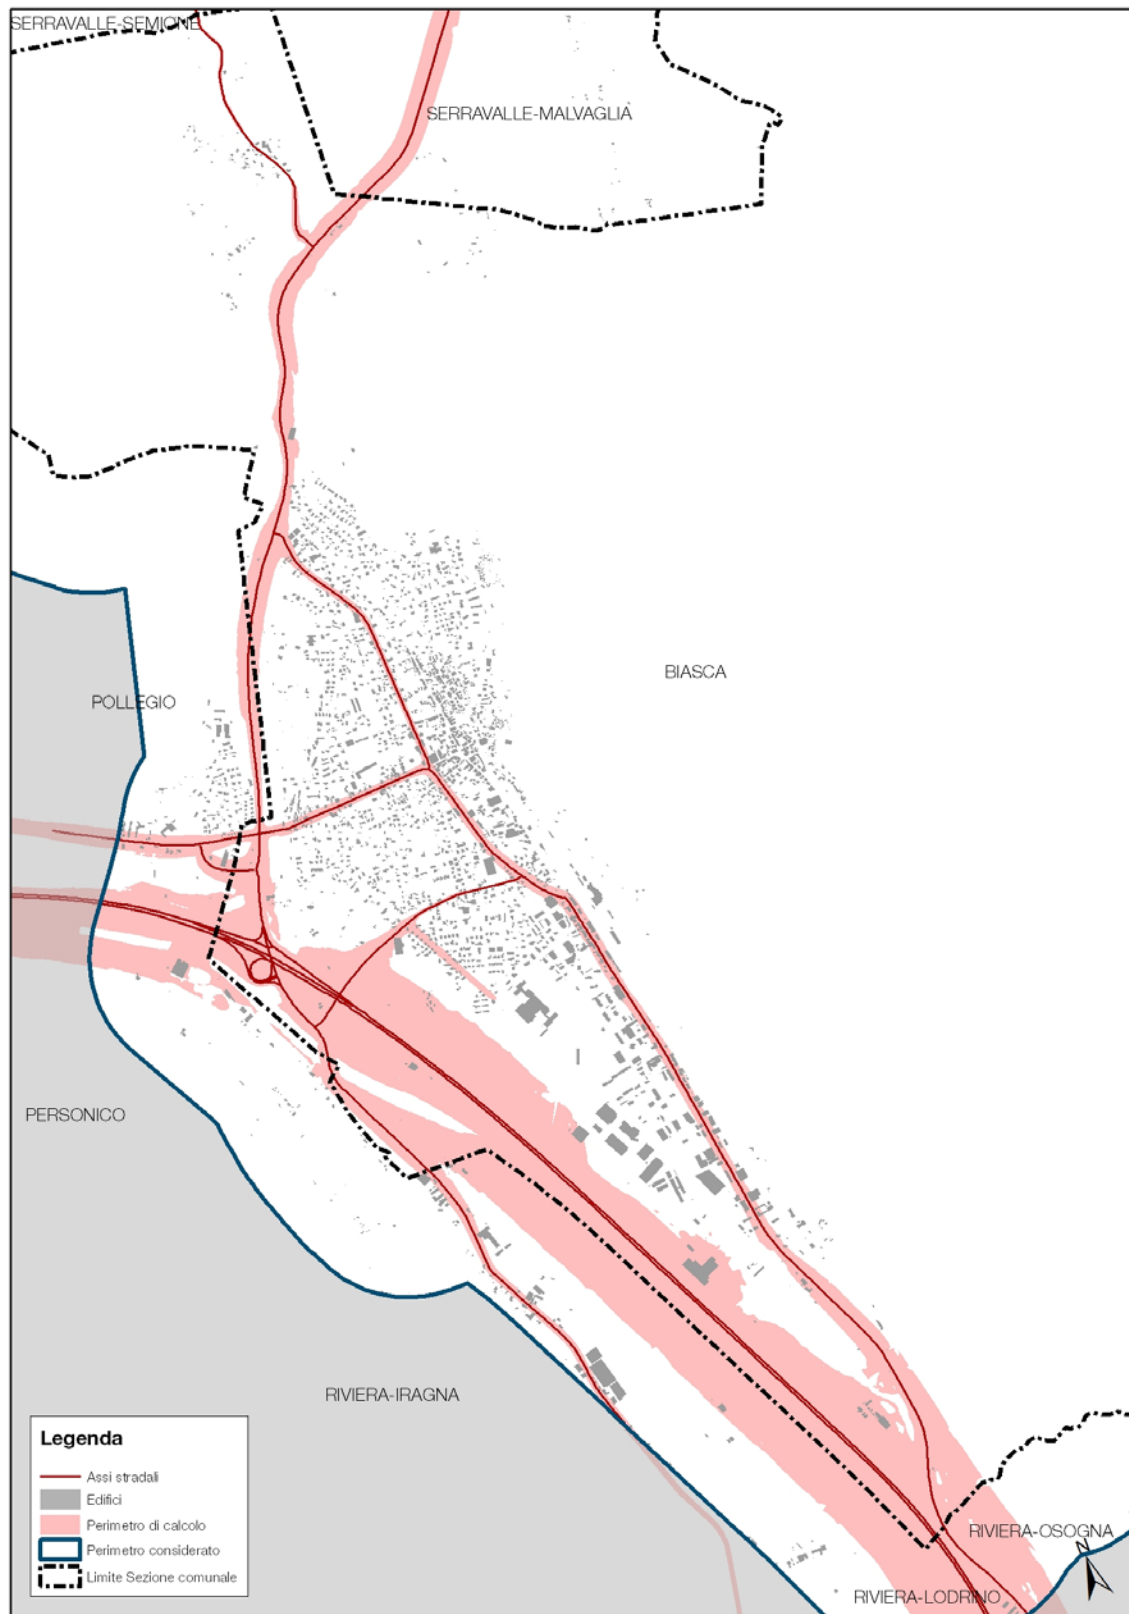 SERRAVALLE-SEMIONE
SERRAVALLE-MALVAGLIA
BIASCA
POLLEGIO
PERSONICO
RIVIERA-IRAGNA
Legenda
Assi stradali
Edifici
Perimetro di calcolo
Perimetro considerato
Limite Sezione comunale
RIVIERA-OSOGNA
N
RIVIERA-LODRINO